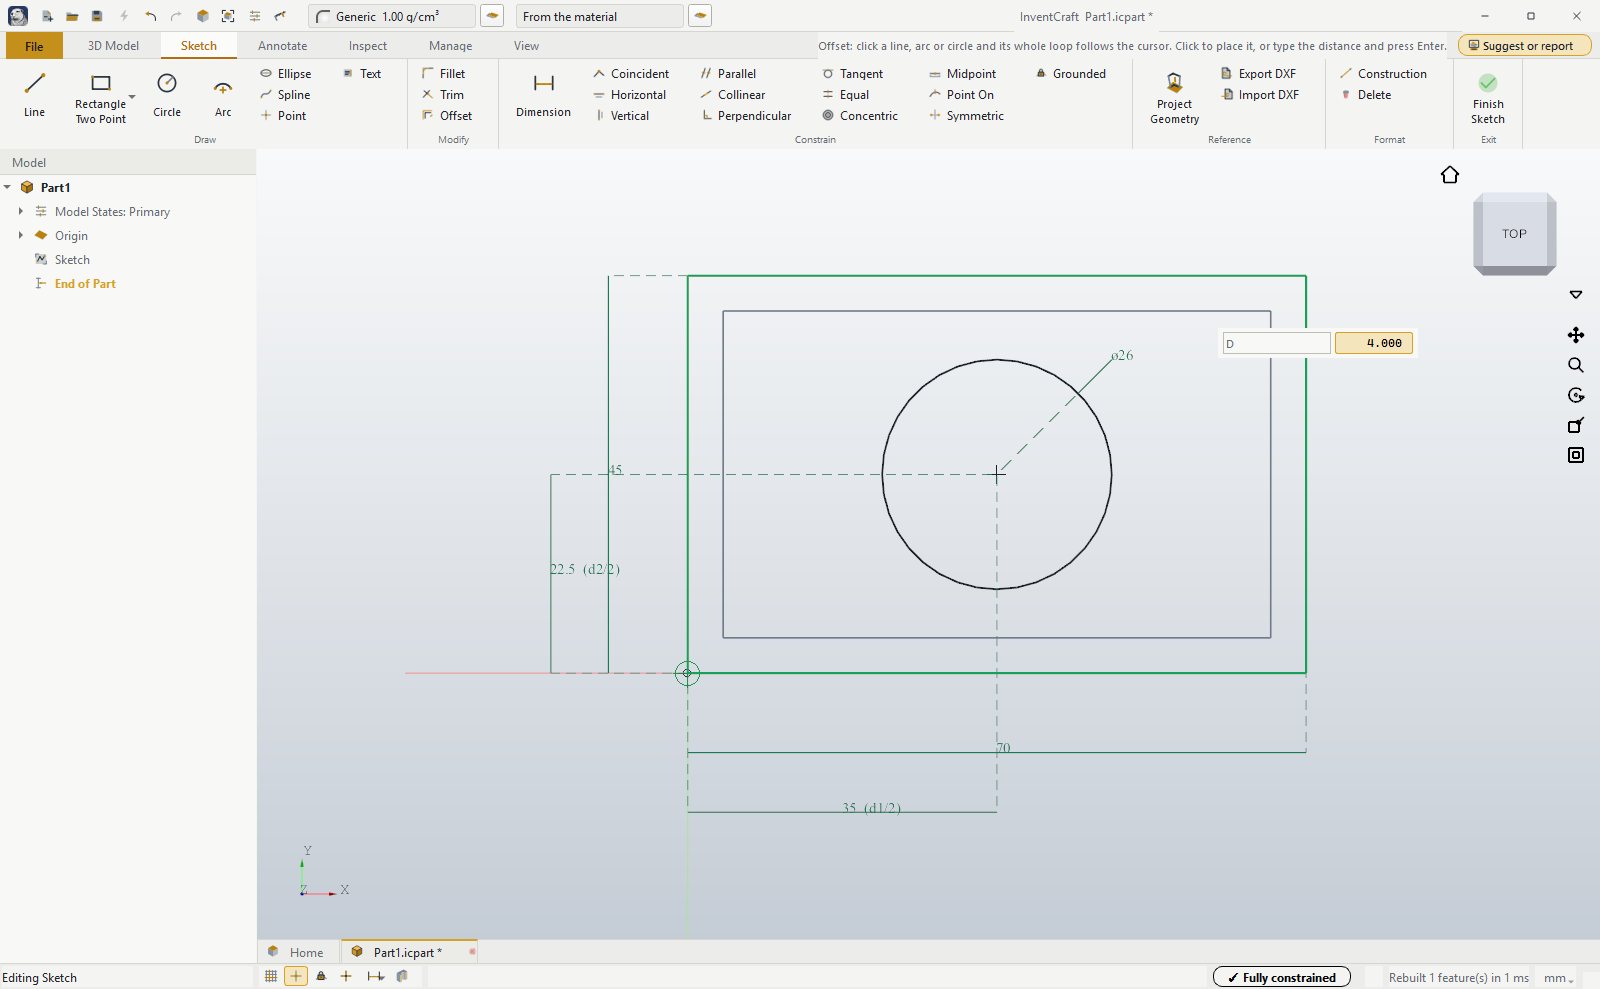 Generic 1.00 g/cm³
From the material
InventCraft Part1.icpart *
File
3D Model
Sketch
Annotate
Inspect
Manage
View
Offset: click a line, arc or circle and its whole loop follows the cursor. Click to place it, or type the distance and press Enter.
Suggest or report
Line
Rectangle
Two Point
Circle
Arc
Ellipse
Spline
Point
Text
Draw
Fillet
Trim
Offset
Modify
Dimension
Coincident
Horizontal
Vertical
Parallel
Collinear
Perpendicular
Tangent
Equal
Concentric
Midpoint
Point On
Symmetric
Grounded
Constrain
Project
Geometry
Export DXF
Import DXF
Reference
Construction
Delete
Format
Finish
Sketch
Exit
Model
Part1
Model States: Primary
Origin
Sketch
End of Part
TOP
D
4.000
ø26
45
22.5 (d2/2)
70
35 (d1/2)
Y
Z
X
Home
Part1.icpart *
Editing Sketch
✓ Fully constrained
Rebuilt 1 feature(s) in 1 ms
mm